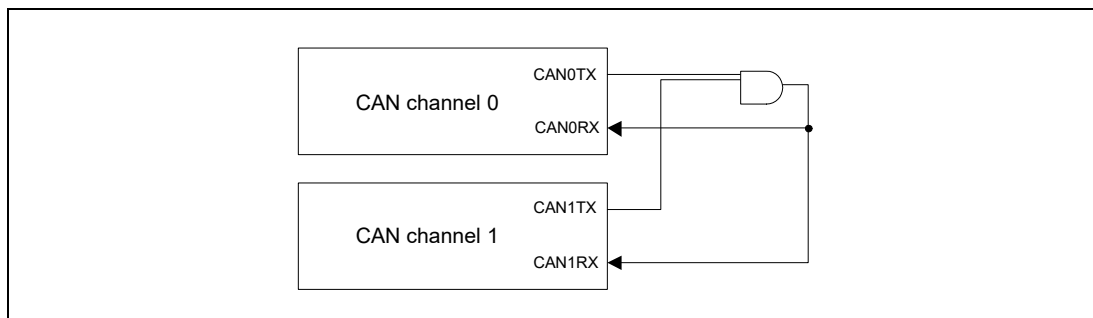 CAN0TX
CAN channel 0
CAN0RX
CAN1TX
CAN channel 1
CAN1RX